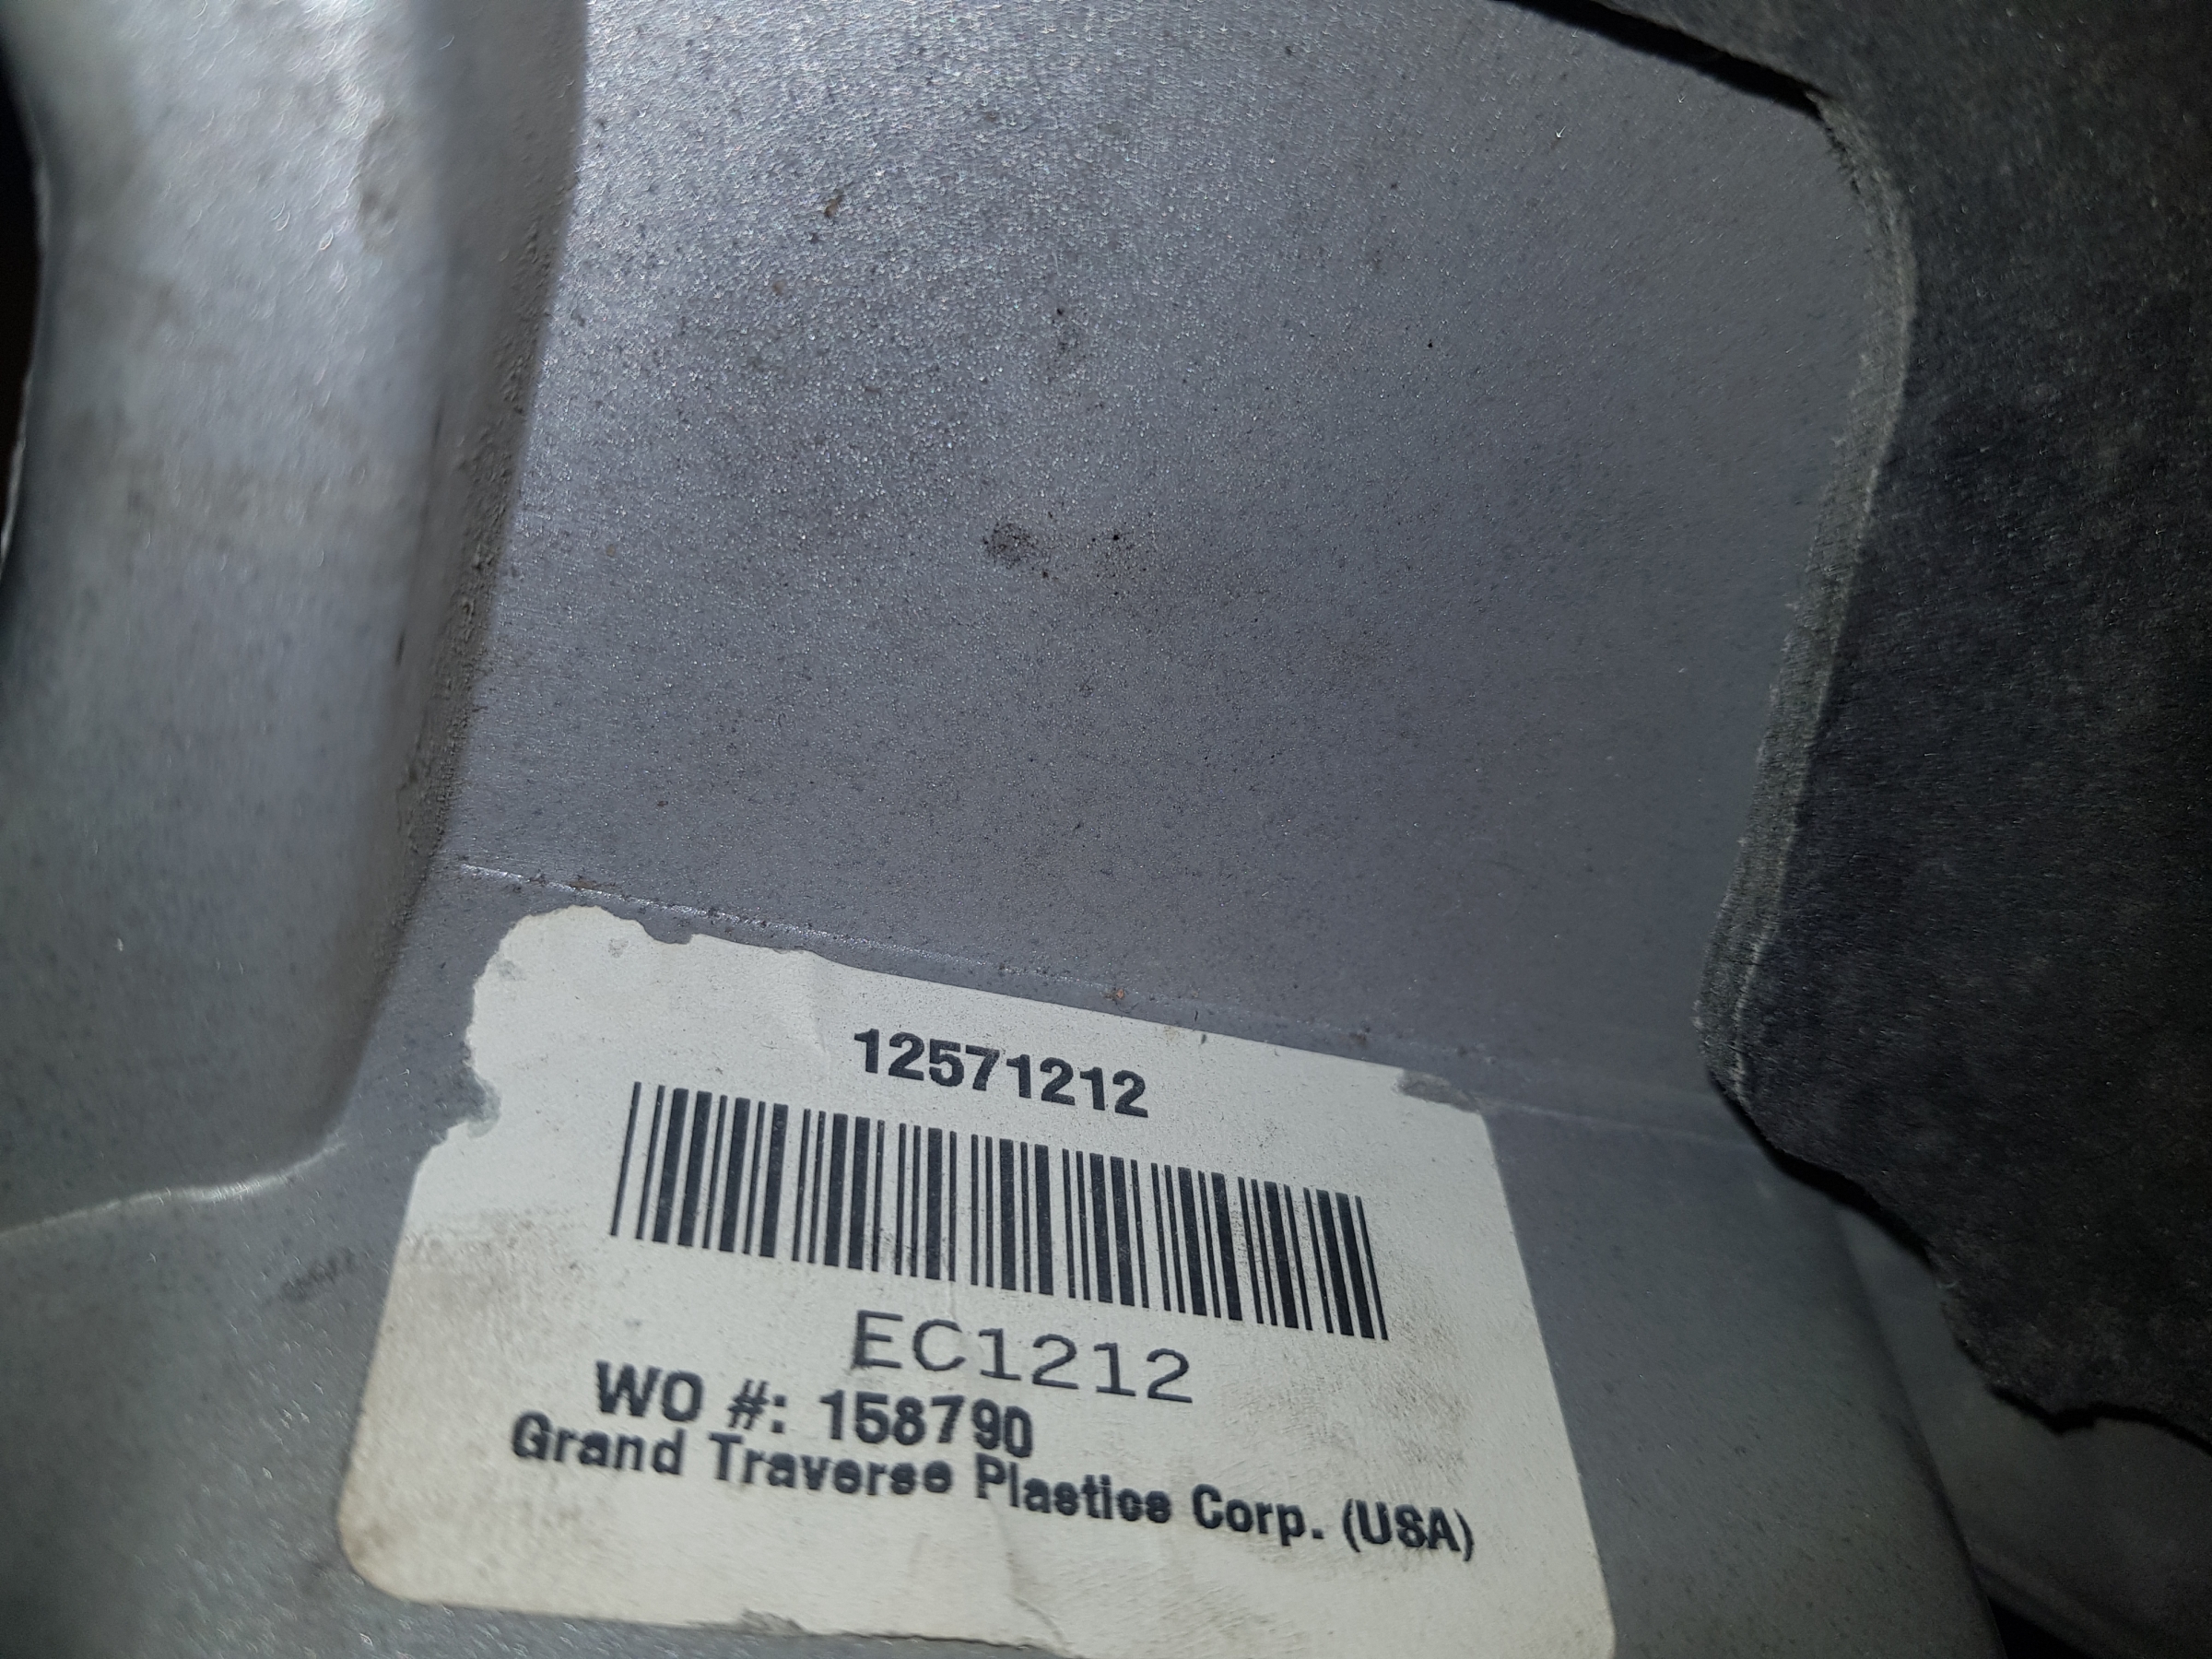 12571212
EC1212
WO #: 158790
Grand Traverse Plastics Corp. (USA)